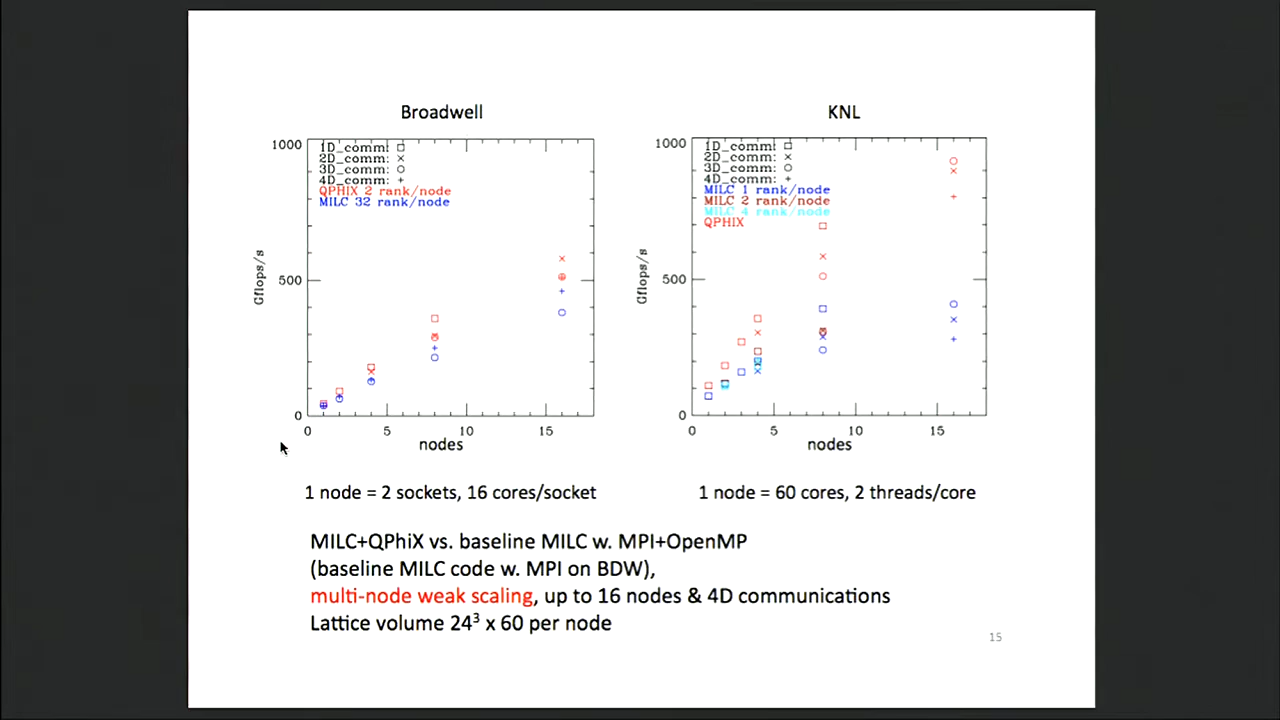 Broadwell
KNL
1000
1D_comm:
2D_comm:
3D_comm:
4D_comm:
QPHIX 2 rank/node
MILC 32 rank/node
Gflops/s
500
0
0
5
10
15
nodes
1000
1D_comm:
2D_comm:
3D_comm:
4D_comm:
MILC 1 rank/node
MILC 2 rank/node
MILC 4 rank/node
QPHIX
Gflops/s
500
0
0
5
10
15
nodes
1 node = 2 sockets, 16 cores/socket
1 node = 60 cores, 2 threads/core
MILC+QPhiX vs. baseline MILC w. MPI+OpenMP
(baseline MILC code w. MPI on BDW),
multi-node weak scaling, up to 16 nodes & 4D communications
Lattice volume 24³ x 60 per node
15